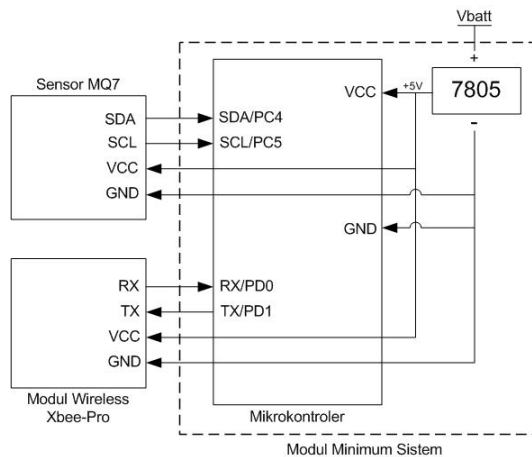 Vbatt
+
7805
-
+5V
Sensor MQ7
SDA
SCL
VCC
GND
SDA/PC4
SCL/PC5
VCC
GND
RX
TX
VCC
GND
RX/PD0
TX/PD1
Modul Wireless
Xbee-Pro
Mikrokontroler
Modul Minimum Sistem